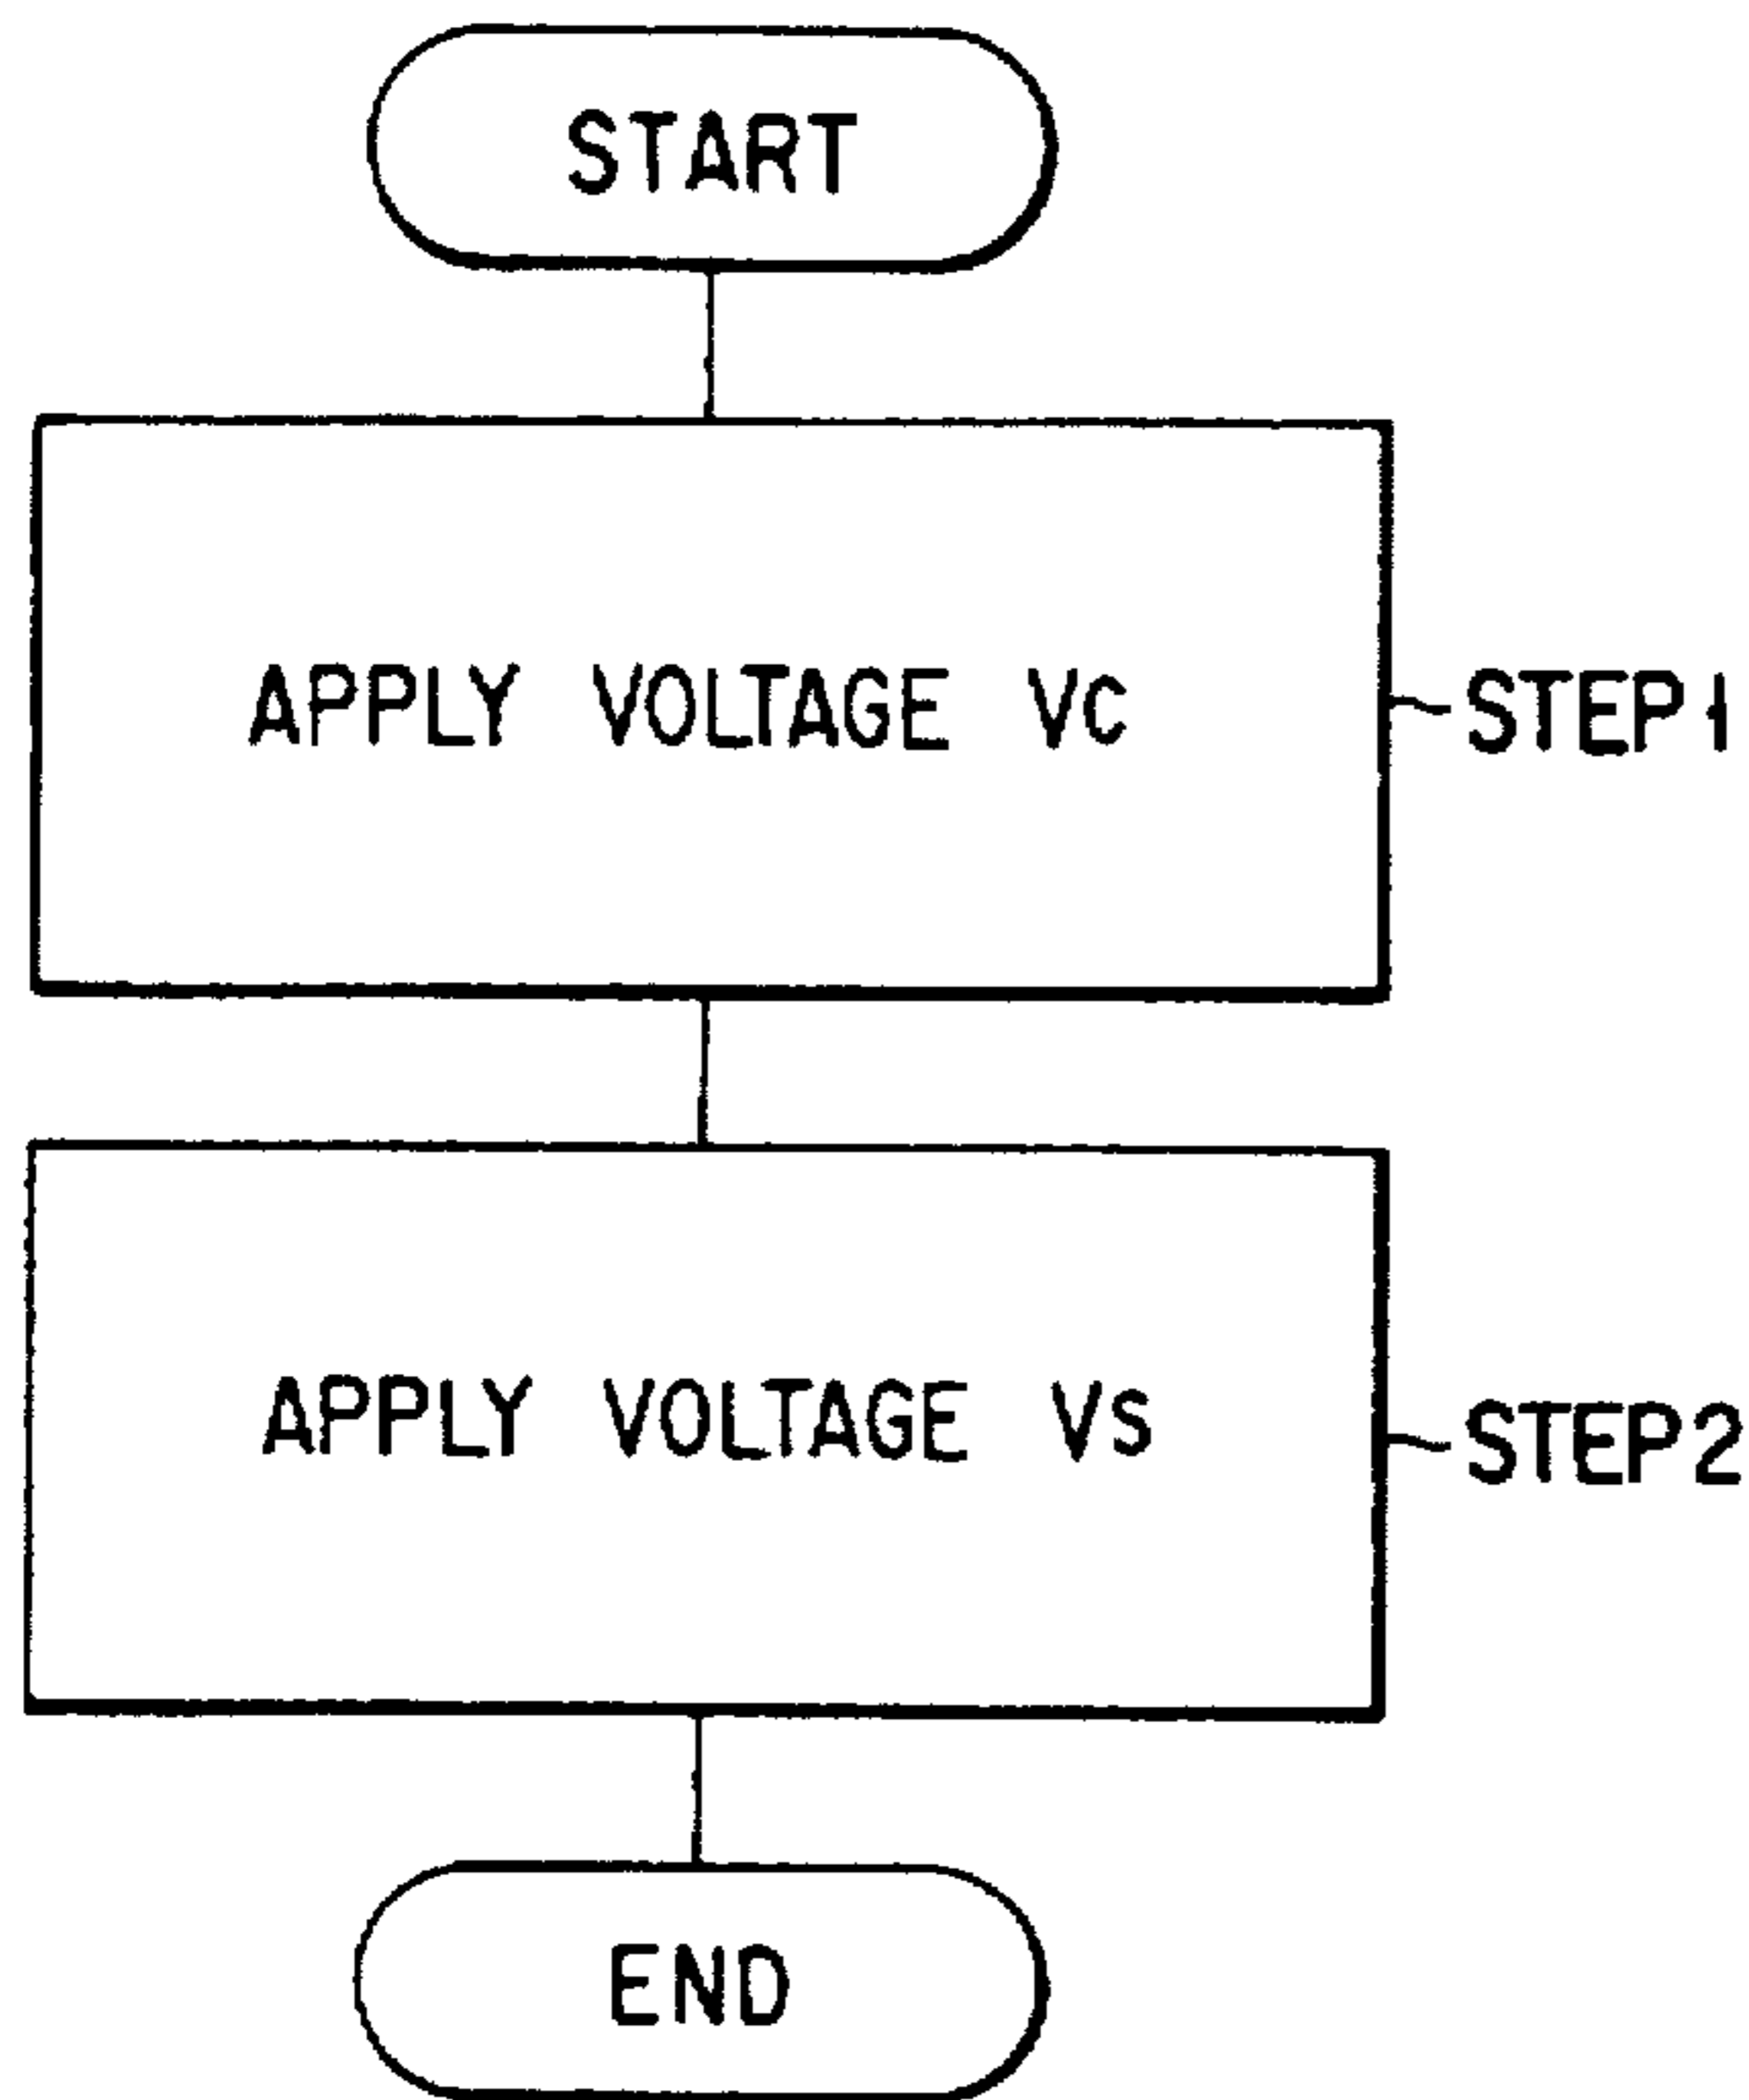 START
APPLY VOLTAGE Vc
STEP1
APPLY VOLTAGE Vs
STEP2
END